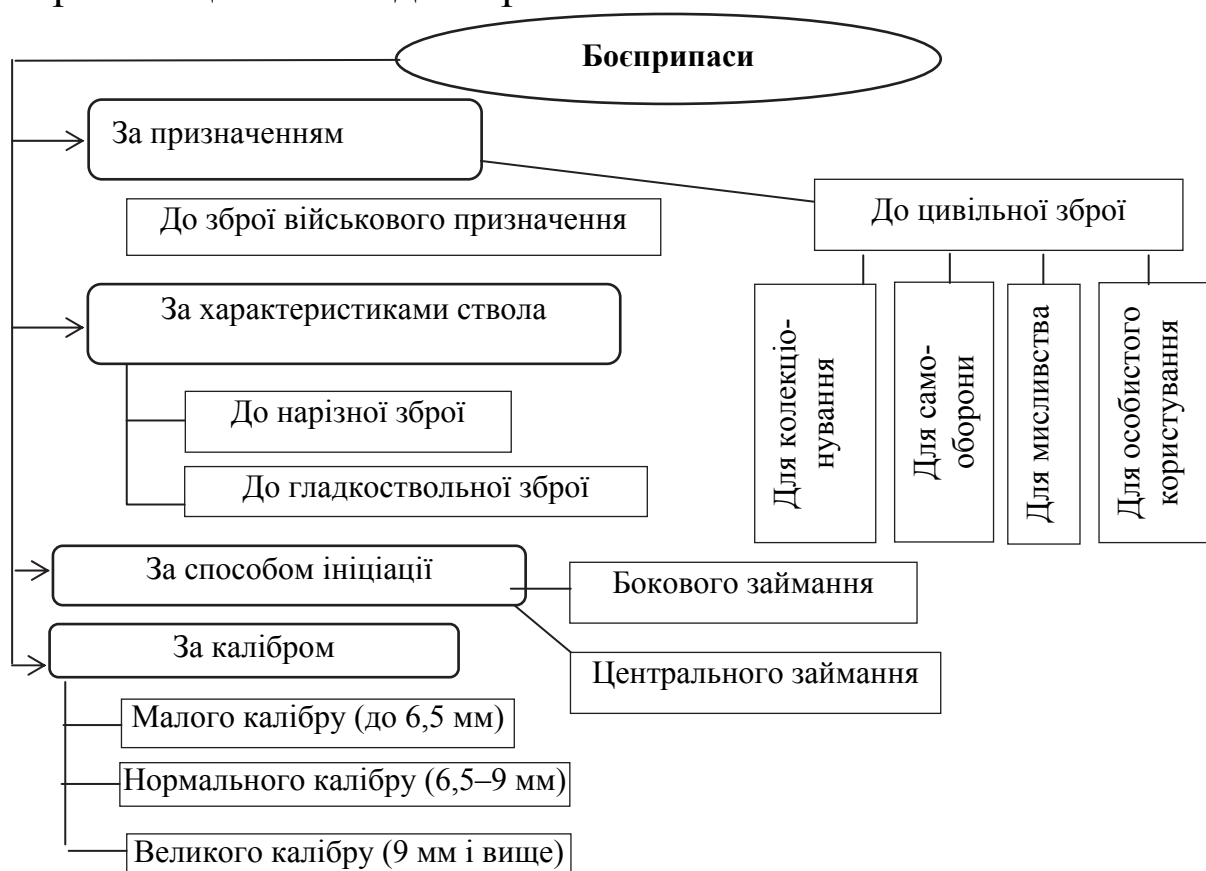 Боєприпаси
За призначенням
До зброї військового призначення
До цивільної зброї
Для колекціо-
нування
Для само-
оборони
Для мисливства
Для особистого
користування
За характеристиками ствола
До нарізної зброї
До гладкоствольної зброї
За способом ініціації
Бокового займання
Центрального займання
За калібром
Малого калібру (до 6,5 мм)
Нормального калібру (6,5–9 мм)
Великого калібру (9 мм і вище)